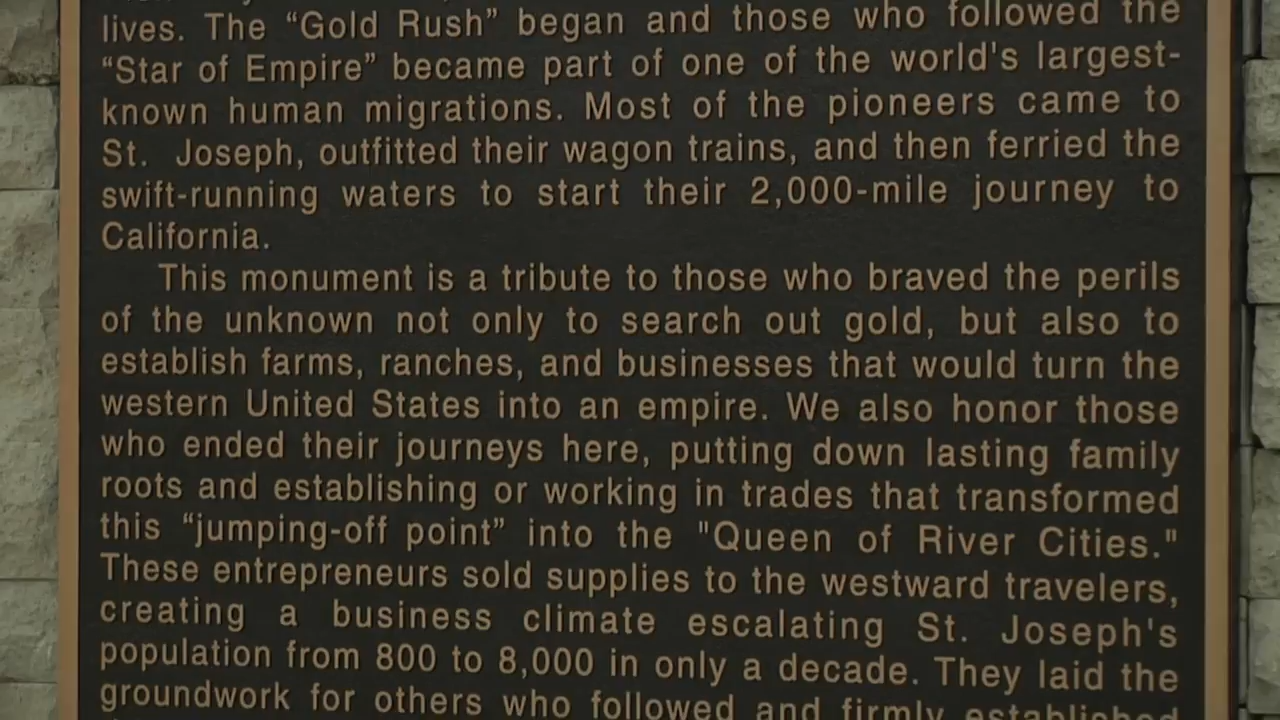 lives. The “Gold Rush” began and those who followed the
“Star of Empire” became part of one of the world's largest-
known human migrations. Most of the pioneers came to
St. Joseph, outfitted their wagon trains, and then ferried the
swift-running waters to start their 2,000-mile journey to
California.
This monument is a tribute to those who braved the perils
of the unknown not only to search out gold, but also to
establish farms, ranches, and businesses that would turn the
western United States into an empire. We also honor those
who ended their journeys here, putting down lasting family
roots and establishing or working in trades that transformed
this “jumping-off point” into the "Queen of River Cities."
These entrepreneurs sold supplies to the westward travelers,
creating a business climate escalating St. Joseph's
population from 800 to 8,000 in only a decade. They laid the
groundwork for others who followed and firmly established